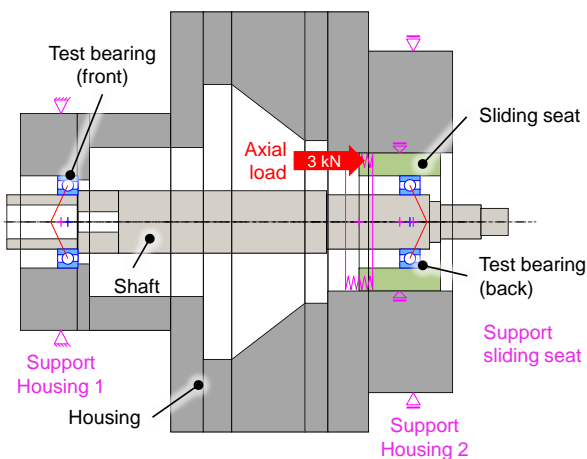 Test bearing
(front)
Sliding seat
Axial
load
3 kN
Shaft
Test bearing
(back)
Support
Housing 1
Support
sliding seat
Housing
Support
Housing 2